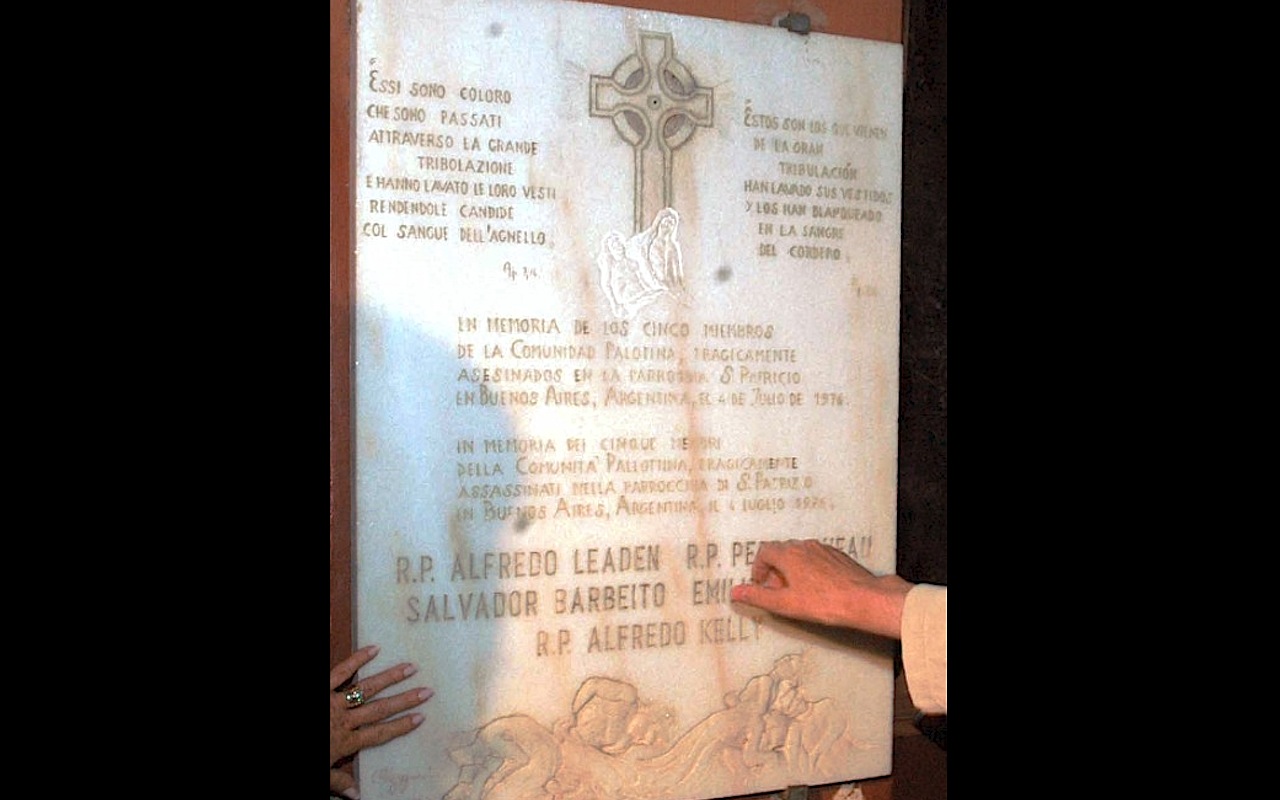 "ESSI SONO COLORO
CHE SONO PASSATI
ATTRAVERSO LA GRANDE
TRIBOLAZIONE
E HANNO LAVATO LE LORO VESTI
RENDENDOLE CANDIDE
COL SANGUE DELL'AGNELLO.
Ap 7,14
"ESTOS SON LOS QUE VIENEN
DE LA GRAN
TRIBULACIÓN
HAN LAVADO SUS VESTIDOS
Y LOS HAN BLANQUEADO
EN LA SANGRE
DEL CORDERO.
EN MEMORIA DE LOS CINCO MIEMBROS
DE LA COMUNIDAD PALOTINA, TRAGICAMENTE
ASESINADOS EN LA PARROQUIA S. PATRICIO
EN BUENOS AIRES, ARGENTINA, EL 4 DE JULIO DE 1976.
IN MEMORIA DEI CINQUE MEMBRI
DELLA COMUNITA' PALLOTTINA, TRAGICAMENTE
ASSASSINATI NELLA PARROCCHIA DI S. PATRIZIO
IN BUENOS AIRES, ARGENTINA, IL 4 LUGLIO 1976.
R.P. ALFREDO LEADEN R.P.
SALVADOR BARBEITO
R.P. ALFREDO KELLY